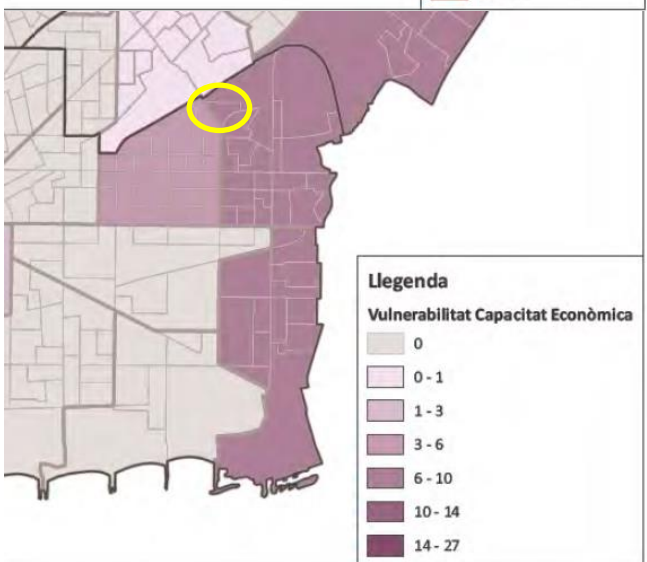 Llegenda
Vulnerabilitat Capacitat Econòmica
0
0 - 1
1 - 3
3 - 6
6 - 10
10 - 14
14 - 27